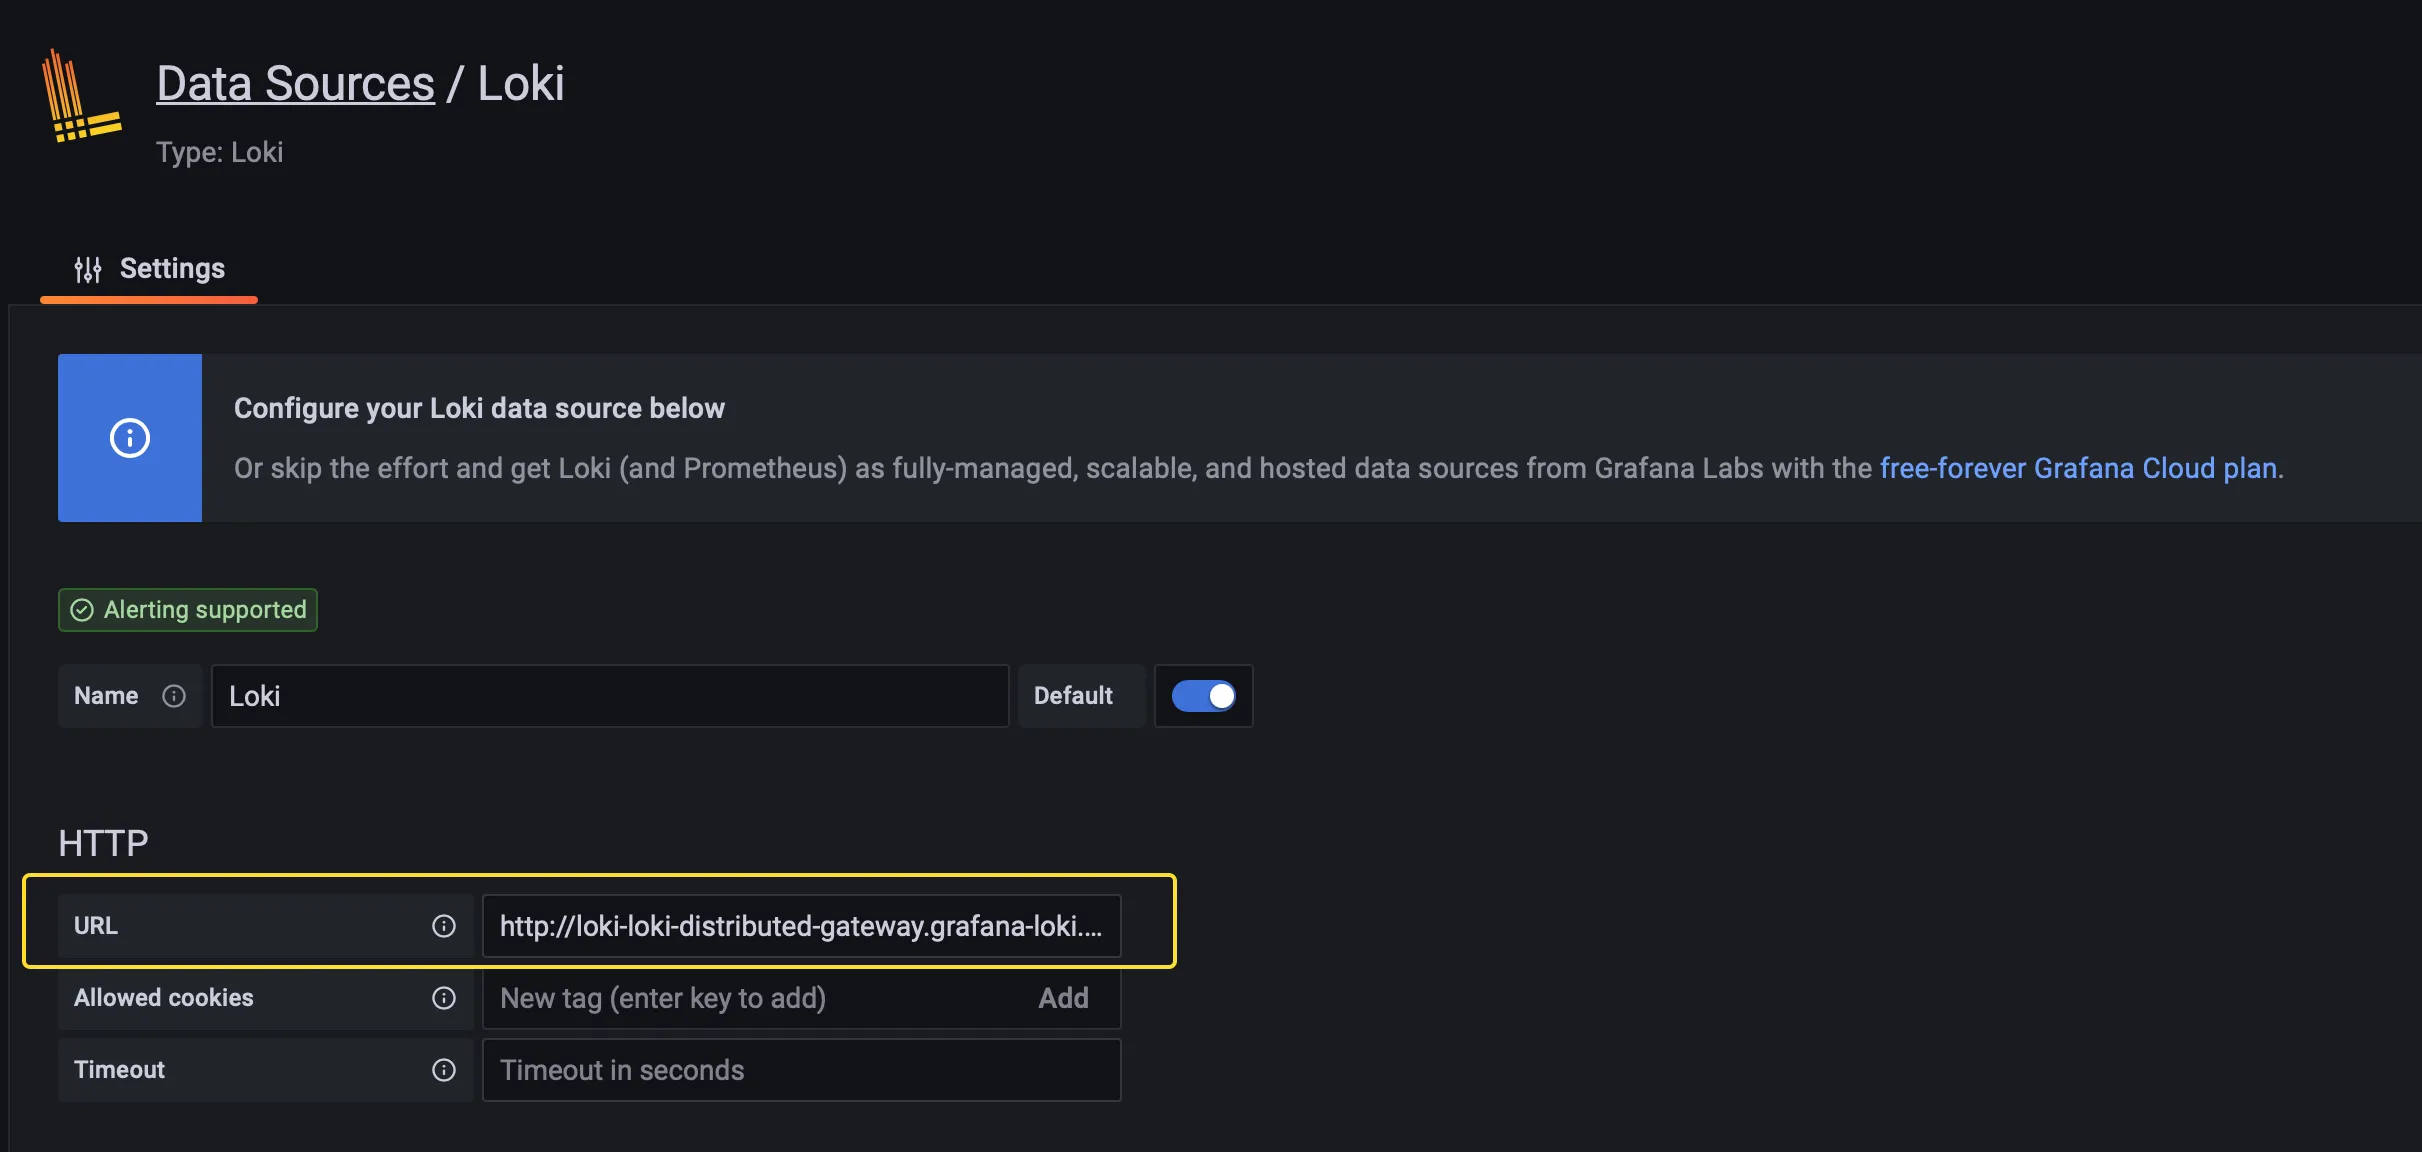 Data Sources / Loki
Type: Loki
Settings
Configure your Loki data source below
Or skip the effort and get Loki (and Prometheus) as fully-managed, scalable, and hosted data sources from Grafana Labs with the free-forever Grafana Cloud plan.
Alerting supported
Name Loki Default
HTTP
URL http://loki-loki-distributed-gateway.grafana-loki....
Allowed cookies New tag (enter key to add) Add
Timeout Timeout in seconds